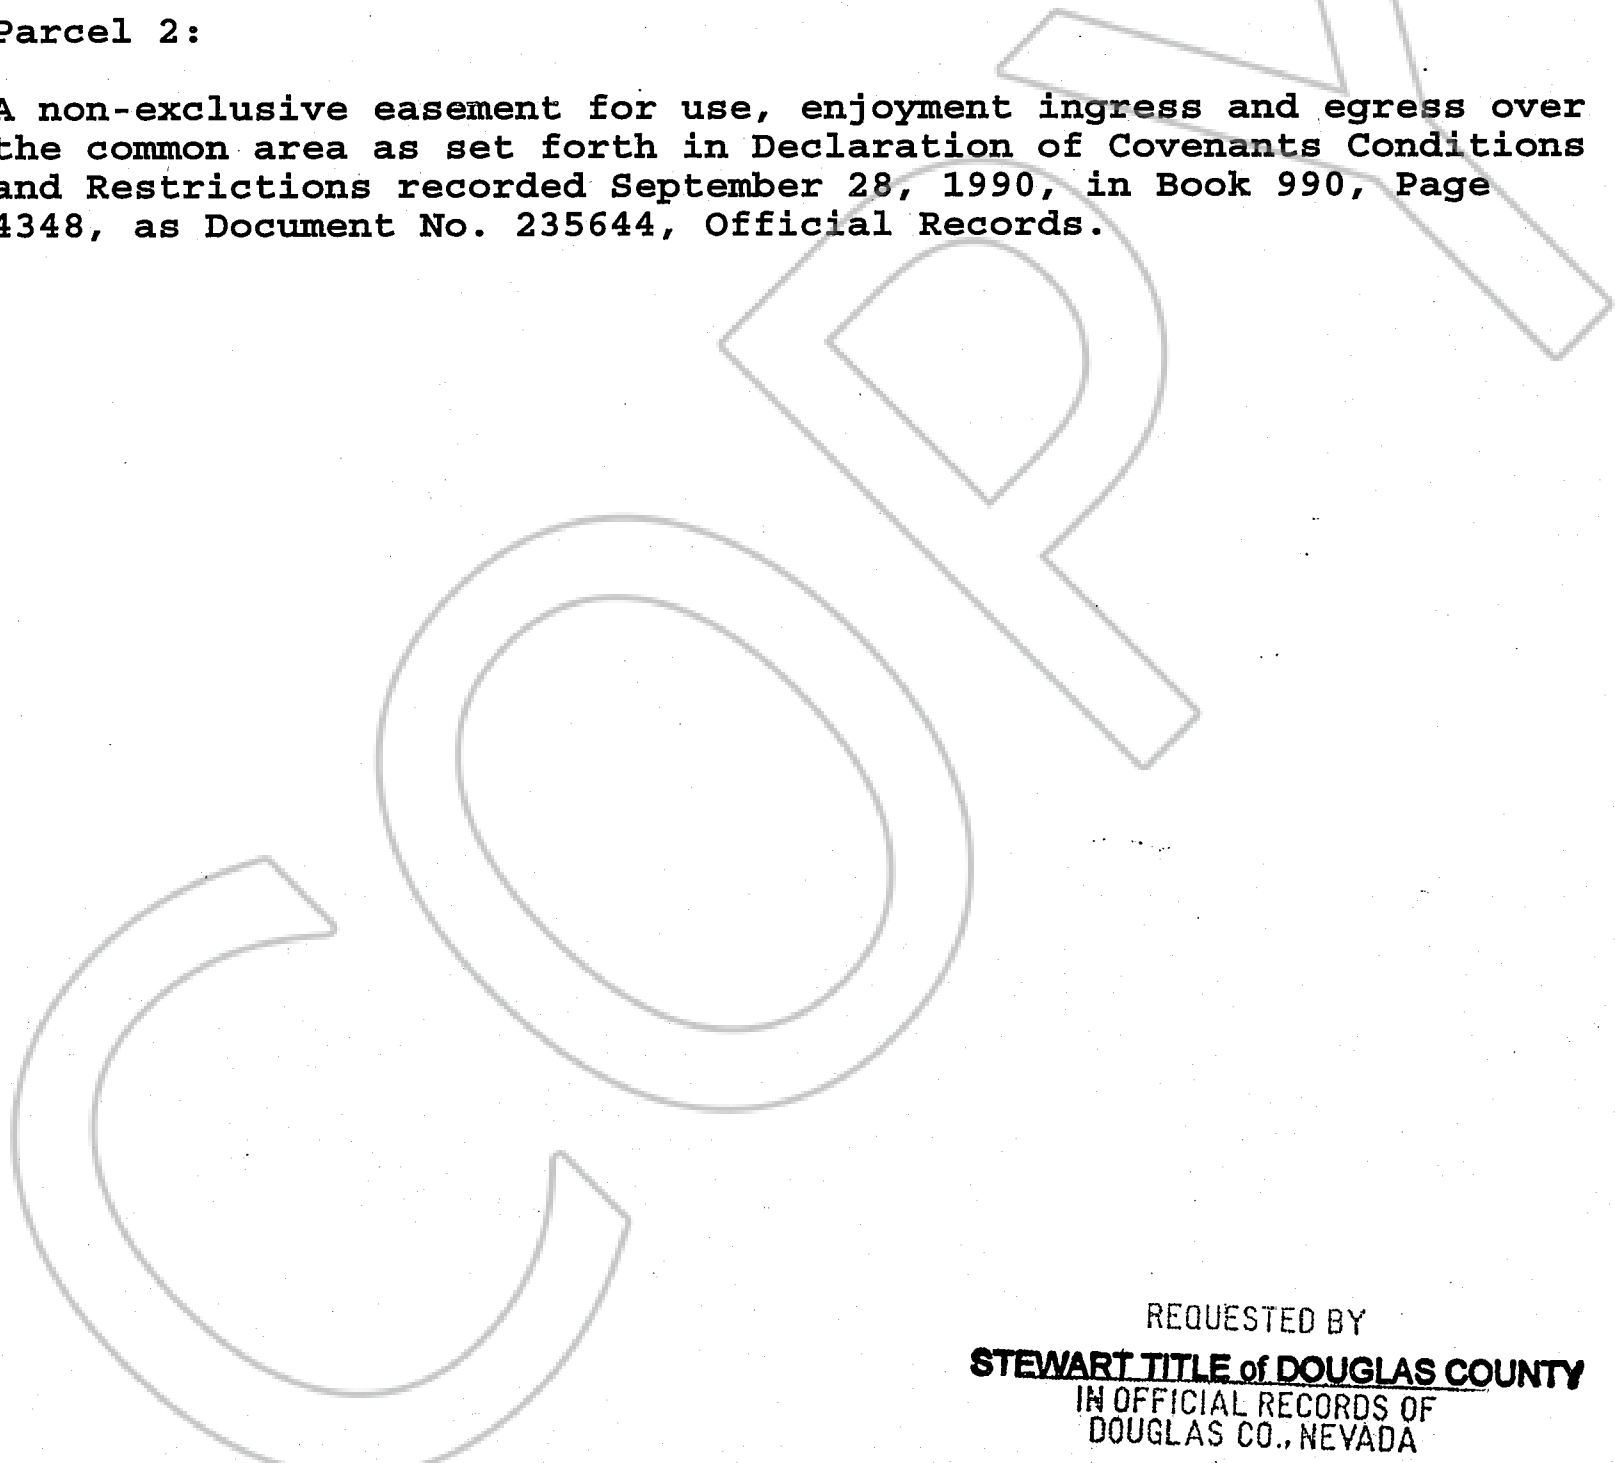 Parcel 2:
A non-exclusive easement for use, enjoyment ingress and egress over
the common area as set forth in Declaration of Covenants Conditions
and Restrictions recorded September 28, 1990, in Book 990, Page
4348, as Document No. 235644, Official Records.
COPY
REQUESTED BY
STEWART TITLE of DOUGLAS COUNTY
IN OFFICIAL RECORDS OF
DOUGLAS CO., NEVADA